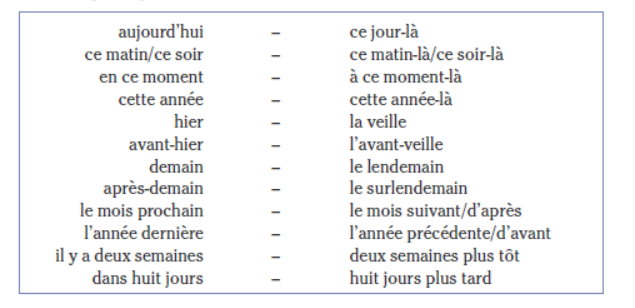 aujourd'hui – ce jour-là
ce matin/ce soir – ce matin-là/ce soir-là
en ce moment – à ce moment-là
cette année – cette année-là
hier – la veille
avant-hier – l'avant-veille
demain – le lendemain
après-demain – le surlendemain
le mois prochain – le mois suivant/d'après
l'année dernière – l'année précédente/d'avant
il y a deux semaines – deux semaines plus tôt
dans huit jours – huit jours plus tard